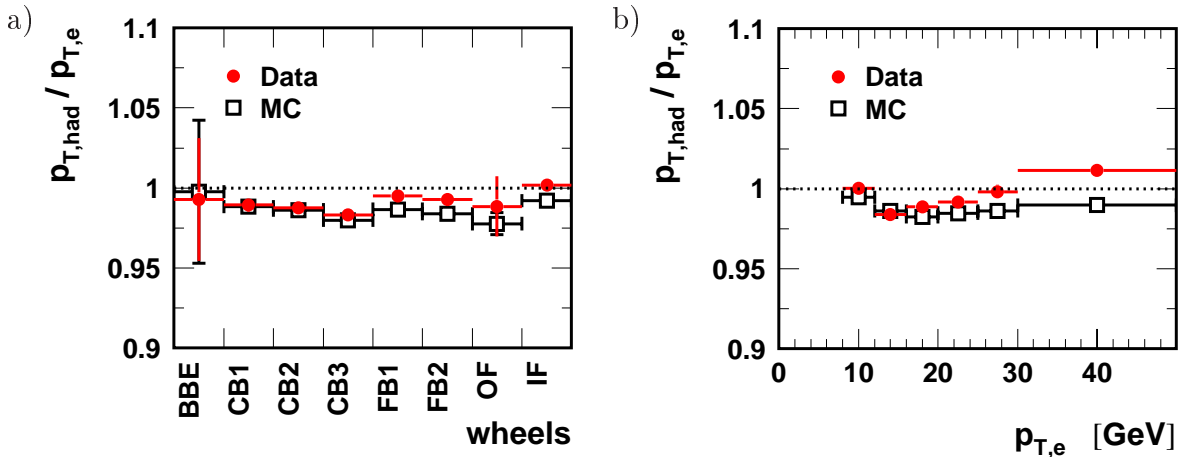 a)
p_T,had / p_T,e
1.1
1.05
1
0.95
0.9
Data
MC
BBE
CB1
CB2
CB3
FB1
FB2
OF
IF
wheels
b)
p_T,had / p_T,e
1.1
1.05
1
0.95
0.9
Data
MC
0 10 20 30 40
p_T,e [GeV]